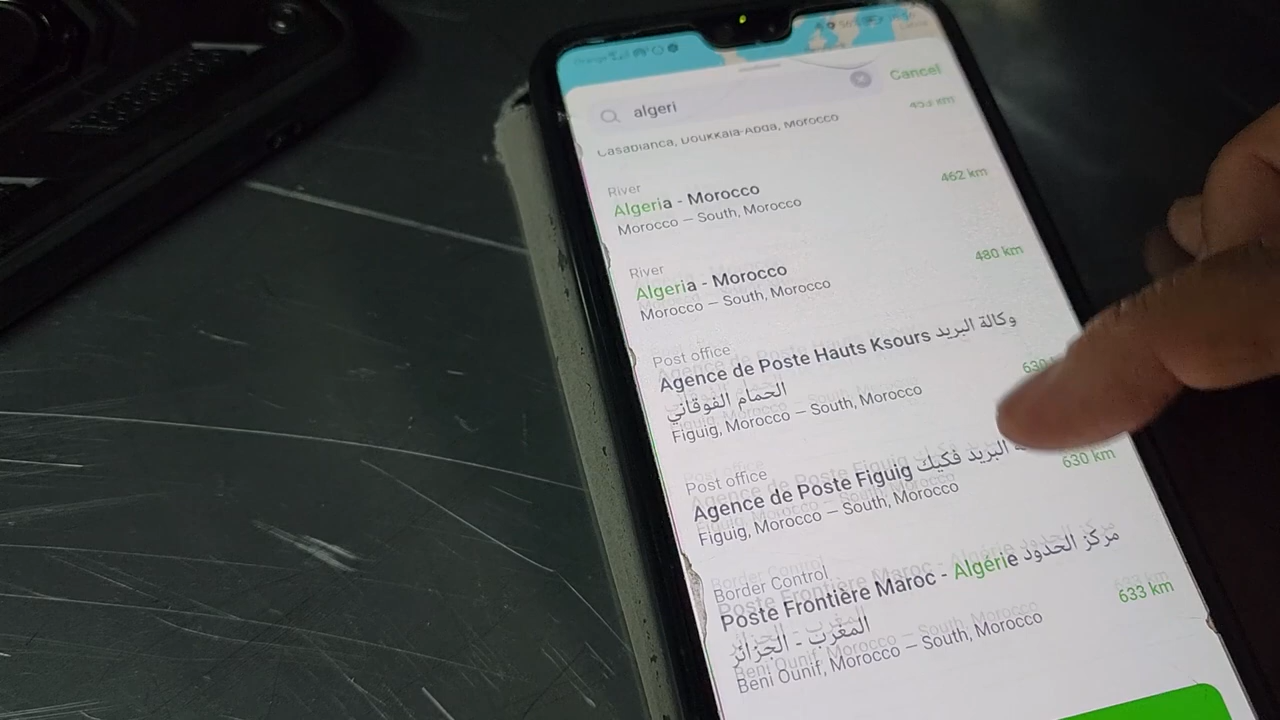 algeri
Cancel
Casablanca, Doukkala-Abda, Morocco
River
Algeria - Morocco
462 km
Morocco – South, Morocco
River
Algeria - Morocco
480 km
Morocco – South, Morocco
Post office
Agence de Poste Hauts Ksours وكالة البريد
الحمام الفوقاني
630
Figuig, Morocco – South, Morocco
Post office
Agence de Poste Figuig البريد فكيك
630 km
Figuig, Morocco – South, Morocco
Border Control
Poste Frontière Maroc - Algérie مركز الحدود
المغرب - الجزائر
633 km
Beni Ounif, Morocco – South, Morocco